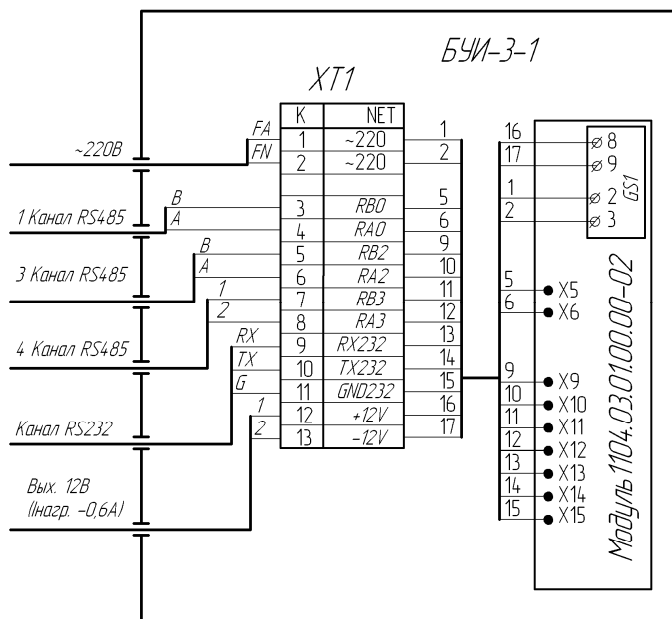 БУИ-3-1
XT1
K NET
~220В FA 1 ~220 1
FN 2 ~220 2
1 Канал RS485 B 3 RB0 5
A 4 RA0 6
3 Канал RS485 B 5 RB2 9
A 6 RA2 10
4 Канал RS485 1 7 RB3 11
2 8 RA3 12
Канал RS232 RX 9 RX232 13
TX 10 TX232 14
G 11 GND232 15
Вых. 12В
(Iнагр. -0,6А)
1 12 +12V 16
2 13 -12V 17
16 8
17 9
1 2
2 3
GS1
5 X5
6 X6
9 X9
10 X10
11 X11
12 X12
13 X13
14 X14
15 X15
Модуль 1104.03.01.00.00-02